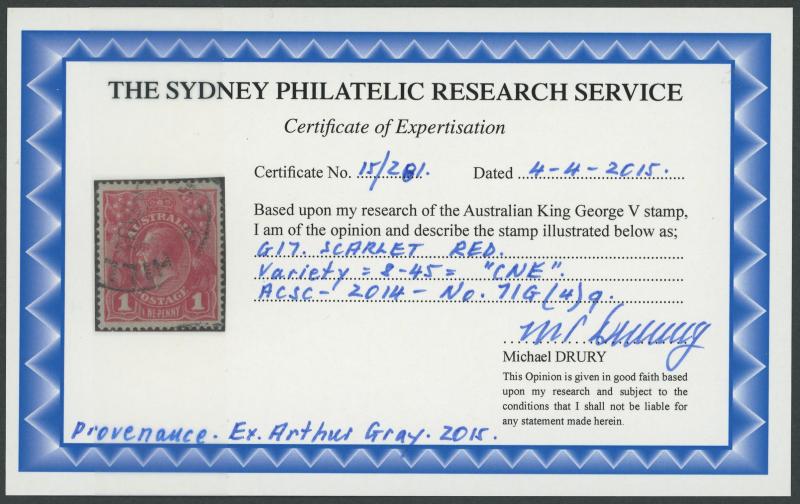 THE SYDNEY PHILATELIC RESEARCH SERVICE
Certificate of Expertisation
Certificate No. 15/281. Dated 4-4-2015.
Based upon my research of the Australian King George V stamp,
I am of the opinion and describe the stamp illustrated below as;
G17. SCARLET RED.
Variety = 8-45 = "CNE".
ACSC- 2014- No. 71G(4)q.
AUSTRALIA
1 1
POSTAGE
NE PENNY
Michael DRURY
This Opinion is given in good faith based
upon my research and subject to the
conditions that I shall not be liable for
any statement made herein.
Provenance. Ex. Arthur Gray. 2015.